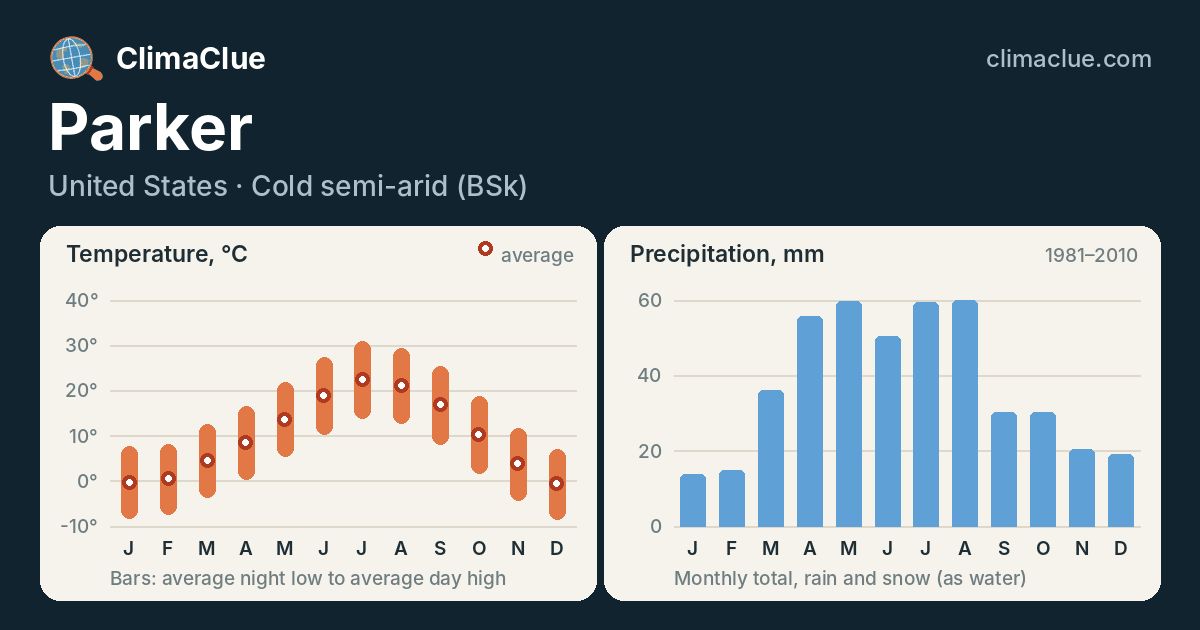 ClimaClue
climaclue.com
Parker
United States · Cold semi-arid (BSk)
Temperature, °C
average
40°
30°
20°
10°
0°
-10°
J F M A M J J A S O N D
Bars: average night low to average day high
Precipitation, mm
1981–2010
60
40
20
0
J F M A M J J A S O N D
Monthly total, rain and snow (as water)